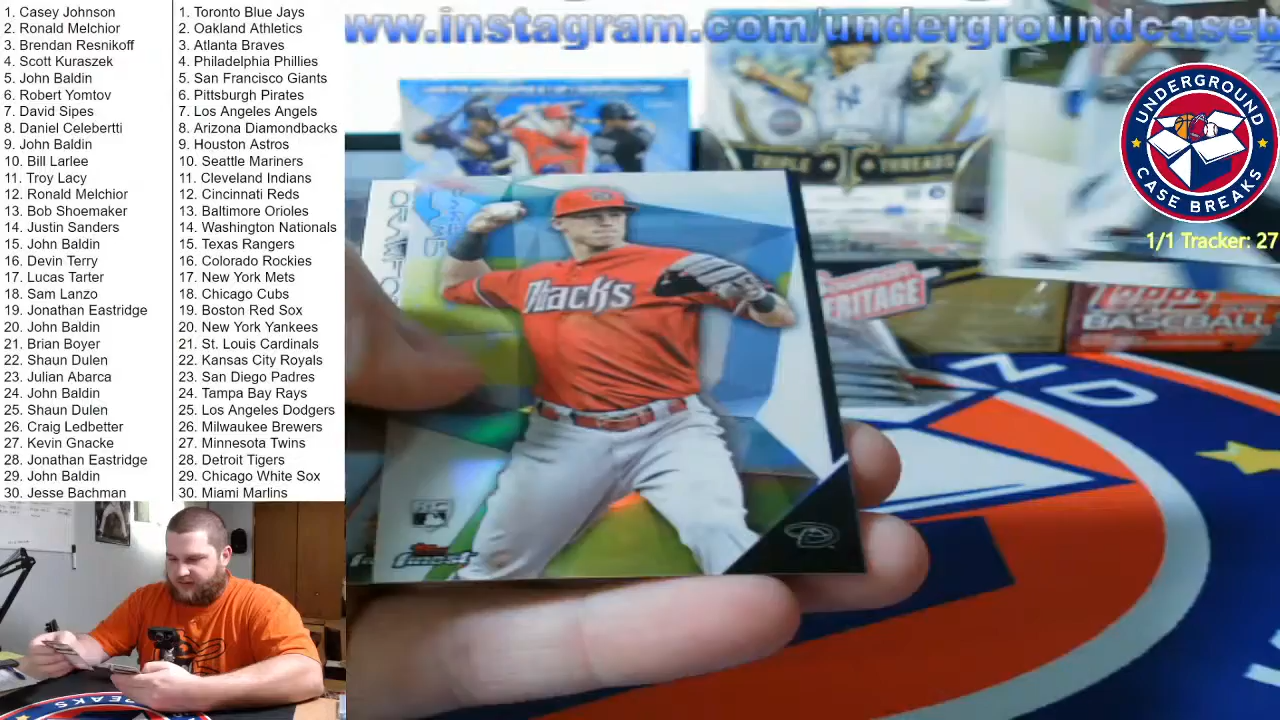 1. Casey Johnson
2. Ronald Melchior
3. Brendan Resnikoff
4. Scott Kuraszek
5. John Baldin
6. Robert Yomtov
7. David Sipes
8. Daniel Celebertti
9. John Baldin
10. Bill Larlee
11. Troy Lacy
12. Ronald Melchior
13. Bob Shoemaker
14. Justin Sanders
15. John Baldin
16. Devin Terry
17. Lucas Tarter
18. Sam Lanzo
19. Jonathan Eastridge
20. John Baldin
21. Brian Boyer
22. Shaun Dulen
23. Julian Abarca
24. John Baldin
25. Shaun Dulen
26. Craig Ledbetter
27. Kevin Gnacke
28. Jonathan Eastridge
29. John Baldin
30. Jesse Bachman
1. Toronto Blue Jays
2. Oakland Athletics
3. Atlanta Braves
4. Philadelphia Phillies
5. San Francisco Giants
6. Pittsburgh Pirates
7. Los Angeles Angels
8. Arizona Diamondbacks
9. Houston Astros
10. Seattle Mariners
11. Cleveland Indians
12. Cincinnati Reds
13. Baltimore Orioles
14. Washington Nationals
15. Texas Rangers
16. Colorado Rockies
17. New York Mets
18. Chicago Cubs
19. Boston Red Sox
20. New York Yankees
21. St. Louis Cardinals
22. Kansas City Royals
23. San Diego Padres
24. Tampa Bay Rays
25. Los Angeles Dodgers
26. Milwaukee Brewers
27. Minnesota Twins
28. Detroit Tigers
29. Chicago White Sox
30. Miami Marlins
ww.instagram.com/undergroundcaseb
UNDERGROUND
CASE BREAKS
1/1 Tracker: 27
TRIPLE T THREADS
HERITAGE
Topps
BASEBALL
JAKE
LAMB
Dbacks
RC
Topps
finest
ND
BREAKS